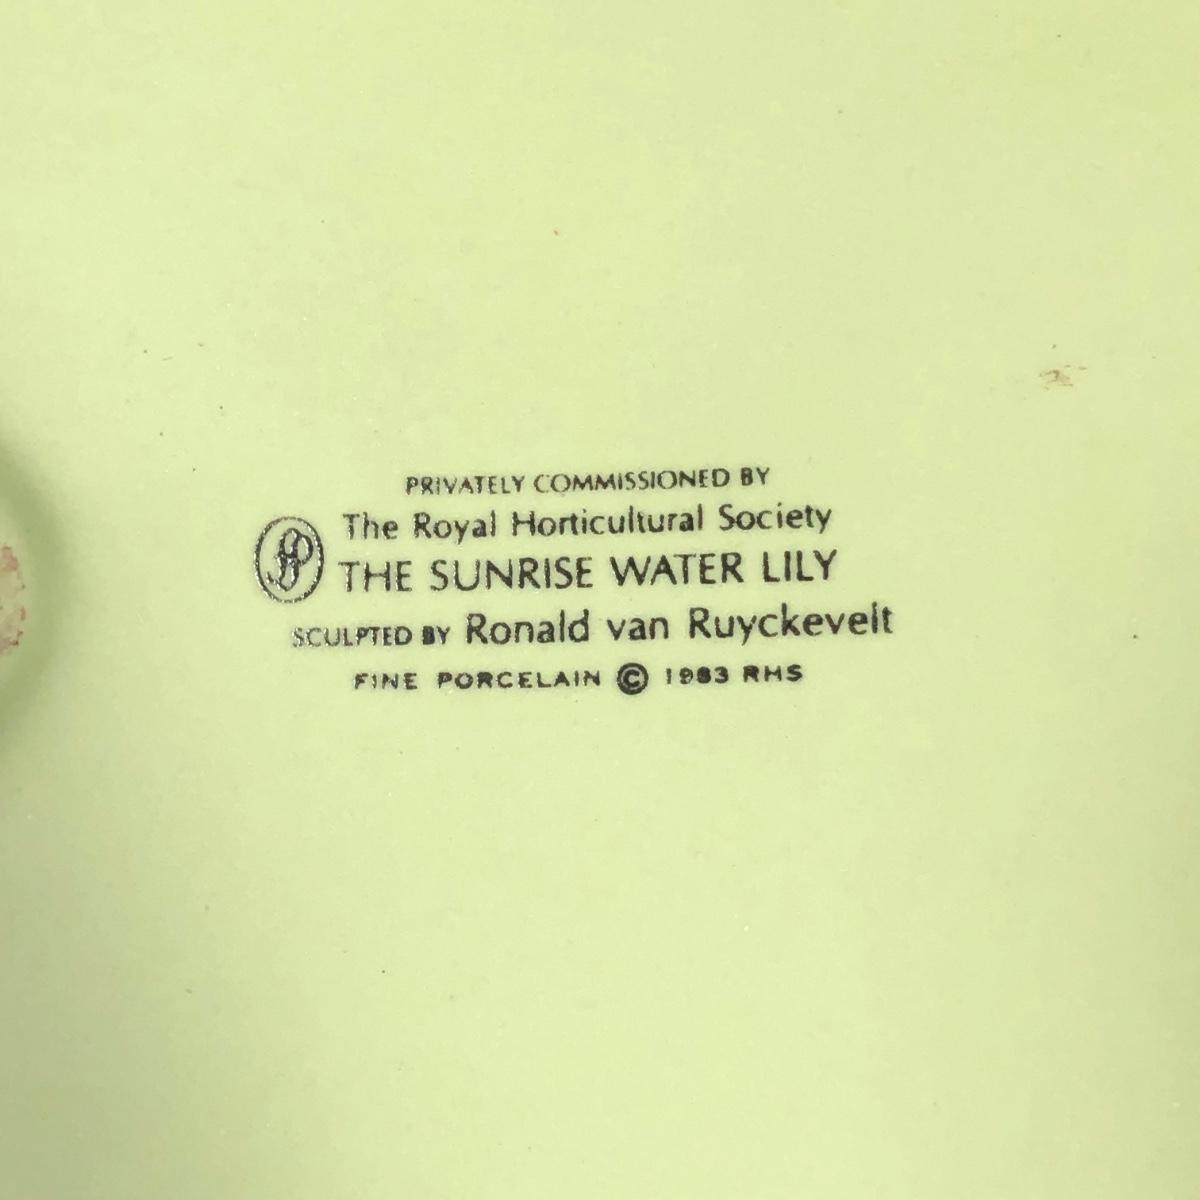 PRIVATELY COMMISSIONED BY
The Royal Horticultural Society
THE SUNRISE WATER LILY
SCULPTED BY Ronald van Ruyckevelt
FINE PORCELAIN © 1983 RHS